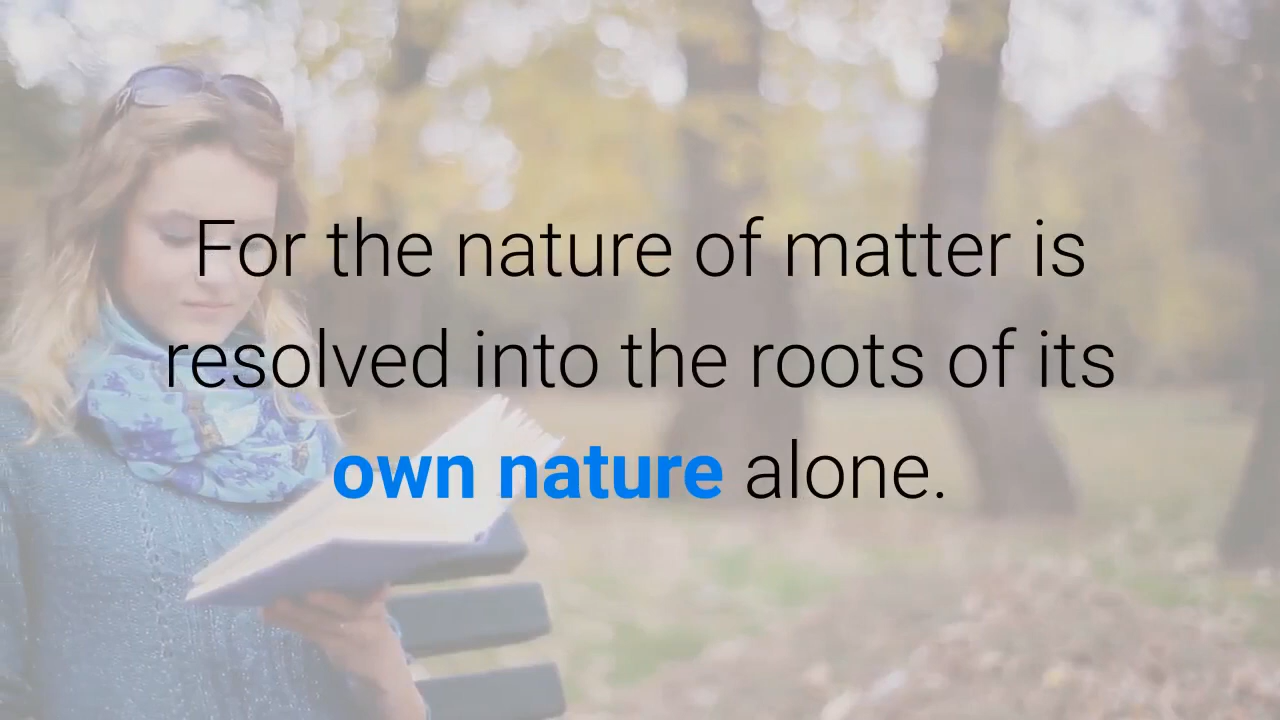 For the nature of matter is
resolved into the roots of its
own nature alone.